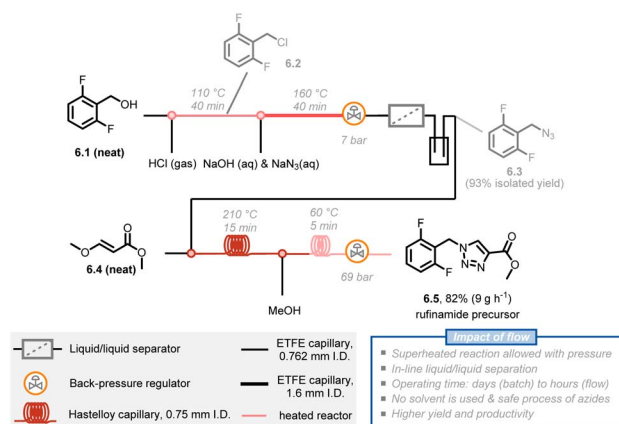 F
OH
F
6.1 (neat)
Cl
F
F
6.2
110 °C
40 min
160 °C
40 min
7 bar
HCl (gas)
NaOH (aq) & NaN3(aq)
F
N3
F
6.3
(93% isolated yield)
O
O
O
6.4 (neat)
210 °C
15 min
60 °C
5 min
69 bar
MeOH
F
F
N
N
N
O
O
6.5, 82% (9 g h-1)
rufinamide precursor
Liquid/liquid separator
Back-pressure regulator
Hastelloy capillary, 0.75 mm I.D.
ETFE capillary,
0.762 mm I.D.
ETFE capillary,
1.6 mm I.D.
heated reactor
Impact of flow
Superheated reaction allowed with pressure
In-line liquid/liquid separation
Operating time: days (batch) to hours (flow)
No solvent is used & safe process of azides
Higher yield and productivity